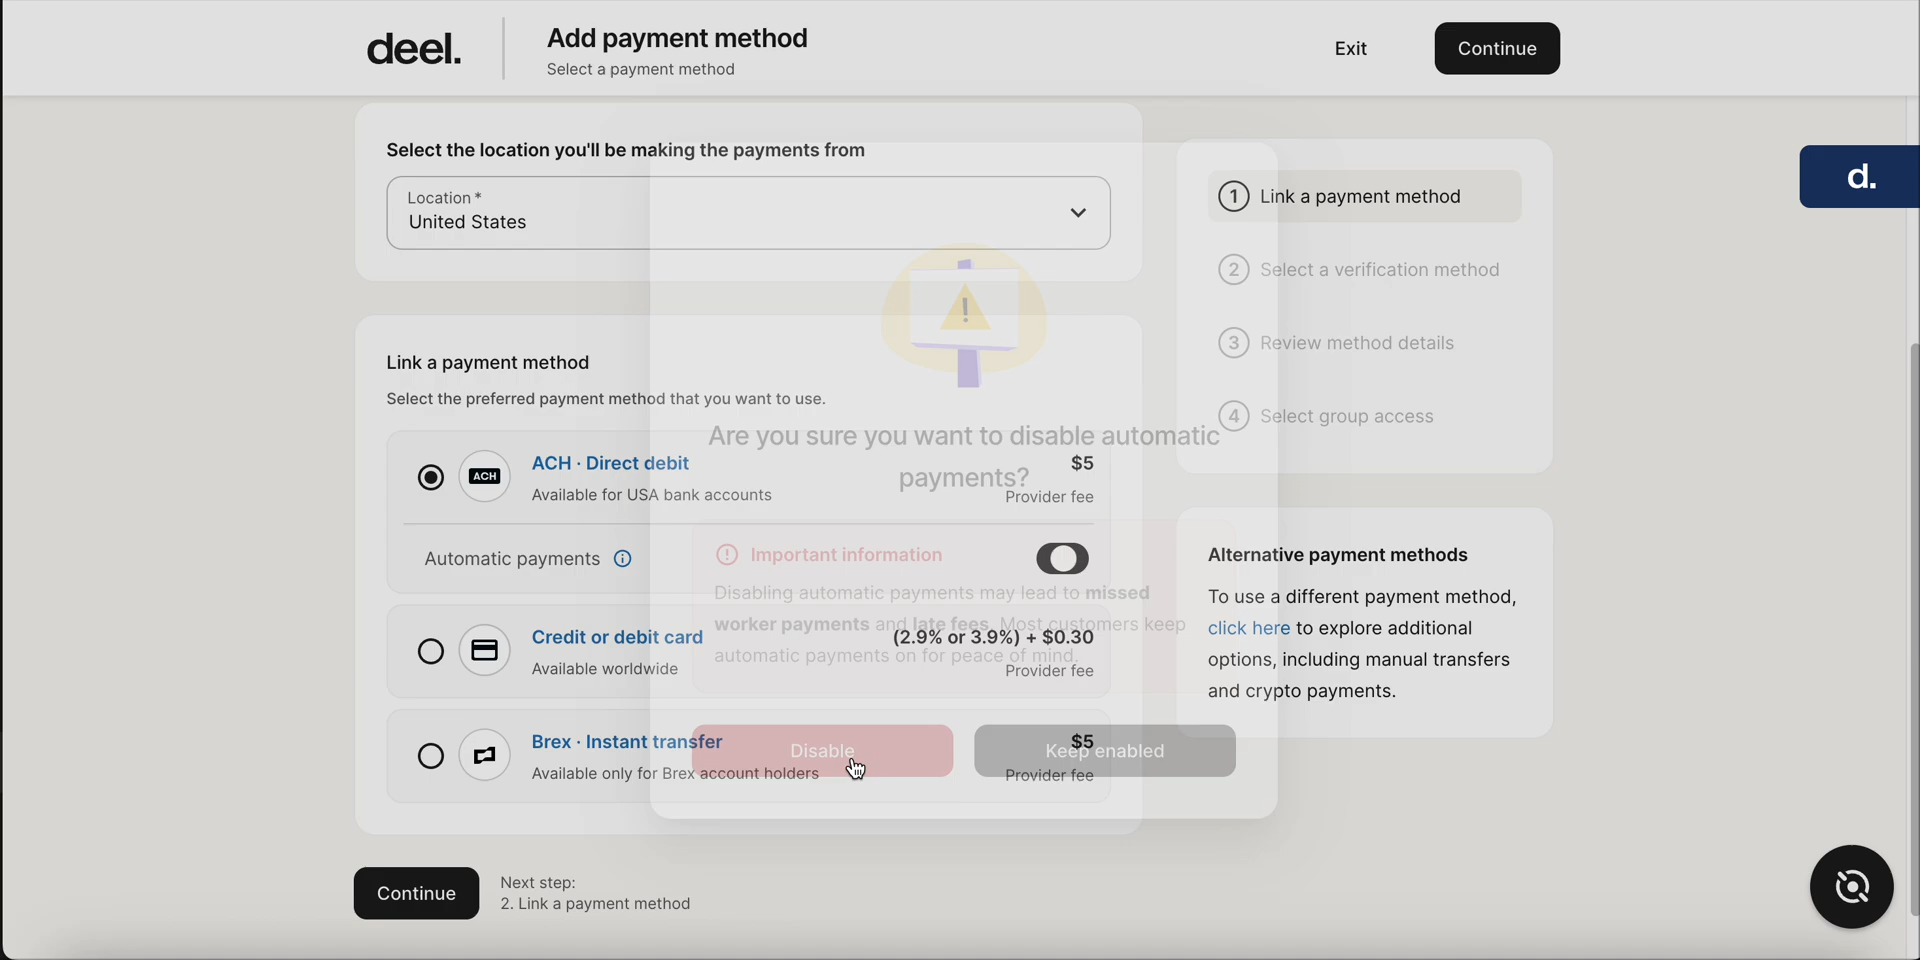 deel.
Add payment method
Select a payment method
Exit
Continue
Select the location you'll be making the payments from
Location *
United States
d.
1 Link a payment method
2 Select a verification method
3 Review method details
4 Select group access
!
Link a payment method
Select the preferred payment method that you want to use.
Are you sure you want to disable automatic
payments?
ACH
ACH · Direct debit
$5
Available for USA bank accounts
Provider fee
Automatic payments
Important information
Disabling automatic payments may lead to missed
worker payments and late fees. Most customers keep
automatic payments on for peace of mind.
Credit or debit card
(2.9% or 3.9%) + $0.30
Available worldwide
Provider fee
Brex · Instant transfer
$5
Available only for Brex account holders
Provider fee
Disable
Keep enabled
Alternative payment methods
To use a different payment method,
click here to explore additional
options, including manual transfers
and crypto payments.
Continue
Next step:
2. Link a payment method